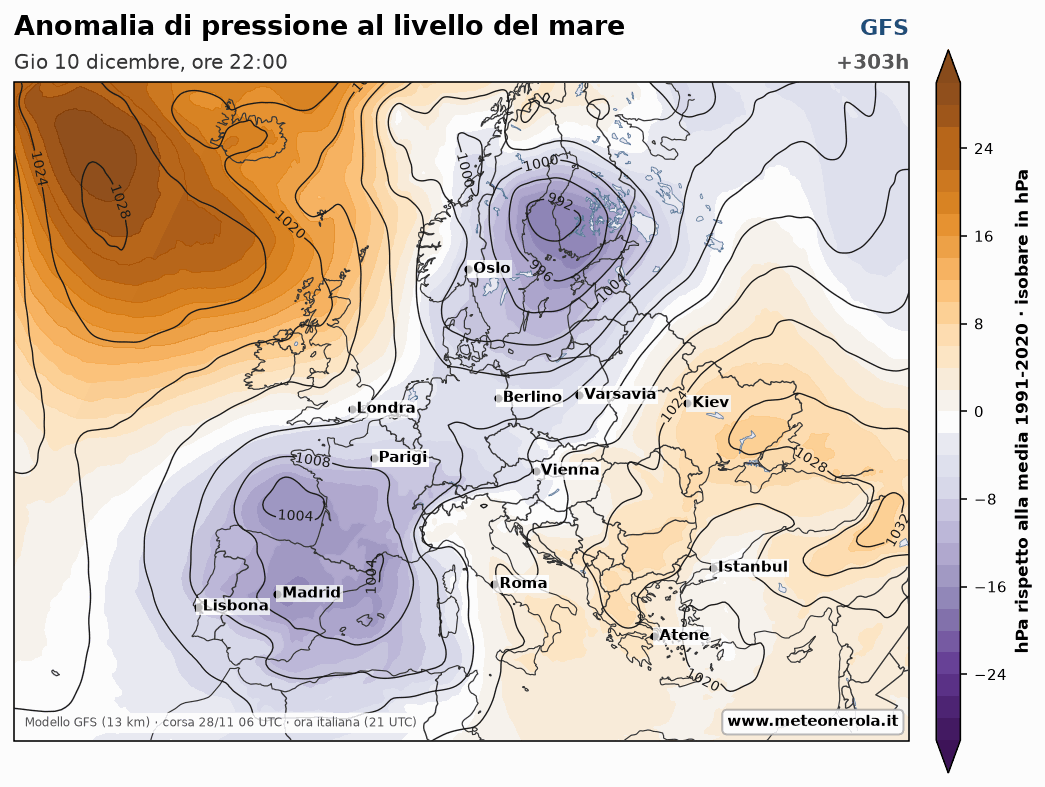 Anomalia di pressione al livello del mare
GFS
Gio 10 dicembre, ore 22:00
+303h
1024
1028
1020
1000
1000
992
996
1004
Oslo
Londra
Berlino
Varsavia
Kiev
1024
Parigi
Vienna
1008
1028
1004
1032
Madrid
1004
Lisbona
Roma
Istanbul
Atene
1020
Modello GFS (13 km) · corsa 28/11 06 UTC · ora italiana (21 UTC)
www.meteonerola.it
24
16
8
0
−8
−16
−24
hPa rispetto alla media 1991-2020 · isobare in hPa